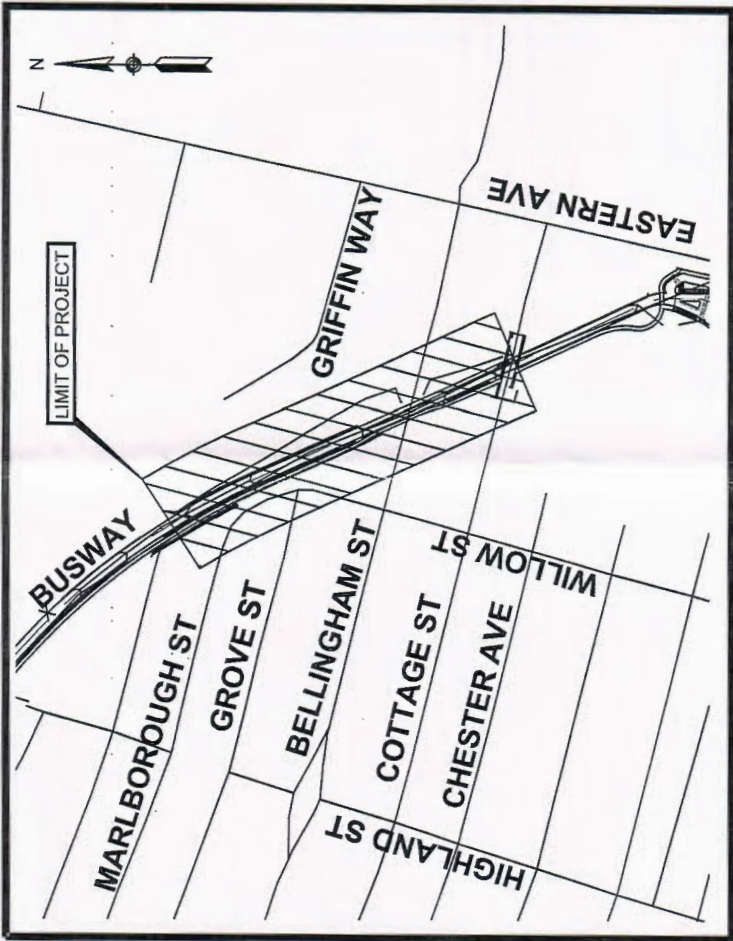 N
LIMIT OF PROJECT
BUSWAY
GRIFFIN WAY
EASTERN AVE
MARLBOROUGH ST
GROVE ST
BELLINGHAM ST
WILLOW ST
COTTAGE ST
CHESTER AVE
HIGHLAND ST